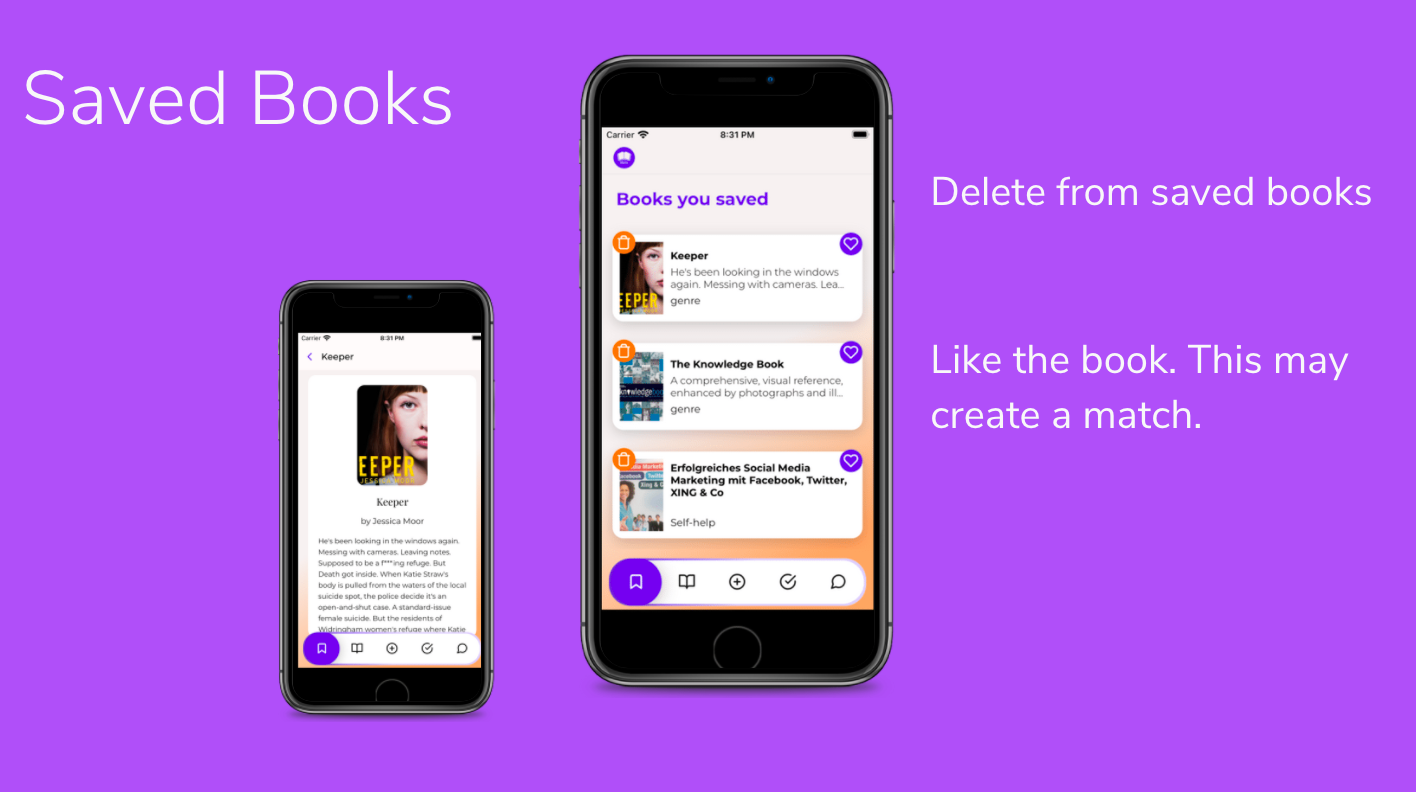 Saved Books
Carrier
8:31 PM
Keeper
EEPER
Keeper
by Jessica Moor
He's been looking in the windows again.
Messing with cameras. Leaving notes.
Supposed to be a f***ing refuge. But
Death got inside. When Katie Straw's
body is pulled from the waters of the local
suicide spot, the police decide it's an
open-and-shut case. A standard-issue
female suicide. But the residents of
Widringham women's refuge where Katie
Carrier
8:31 PM
Books you saved
EEPER
Keeper
He's been looking in the windows
again. Messing with cameras. Lea...
genre
The Knowledge Book
A comprehensive, visual reference,
enhanced by photographs and ill...
genre
Erfolgreiches Social Media
Marketing mit Facebook, Twitter,
XING & Co
Self-help
Delete from saved books
Like the book. This may
create a match.